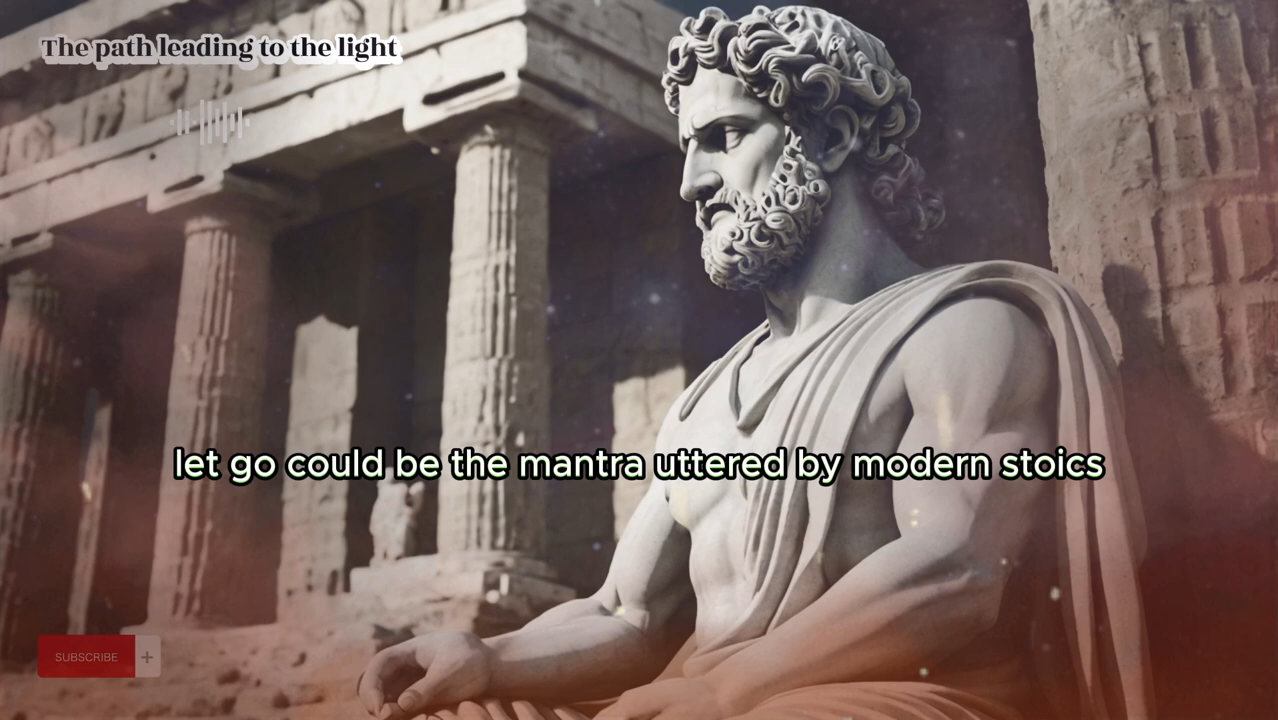 The path leading to the light
let go could be the mantra uttered by modern stoics
SUBSCRIBE +